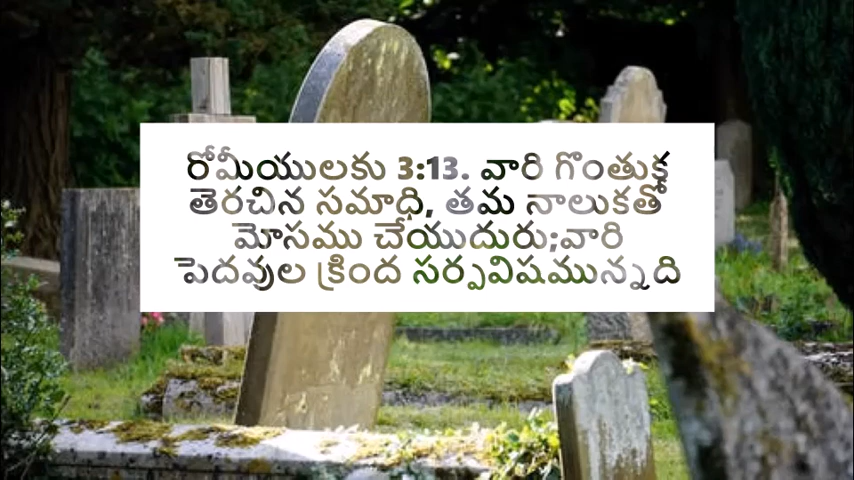 రోమీయులకు 3:13. వారి గొంతుక
తెరచిన సమాధి, తమ నాలుకతో
మోసము చేయుదురు;వారి
పెదవుల క్రింద సర్పవిషమున్నది